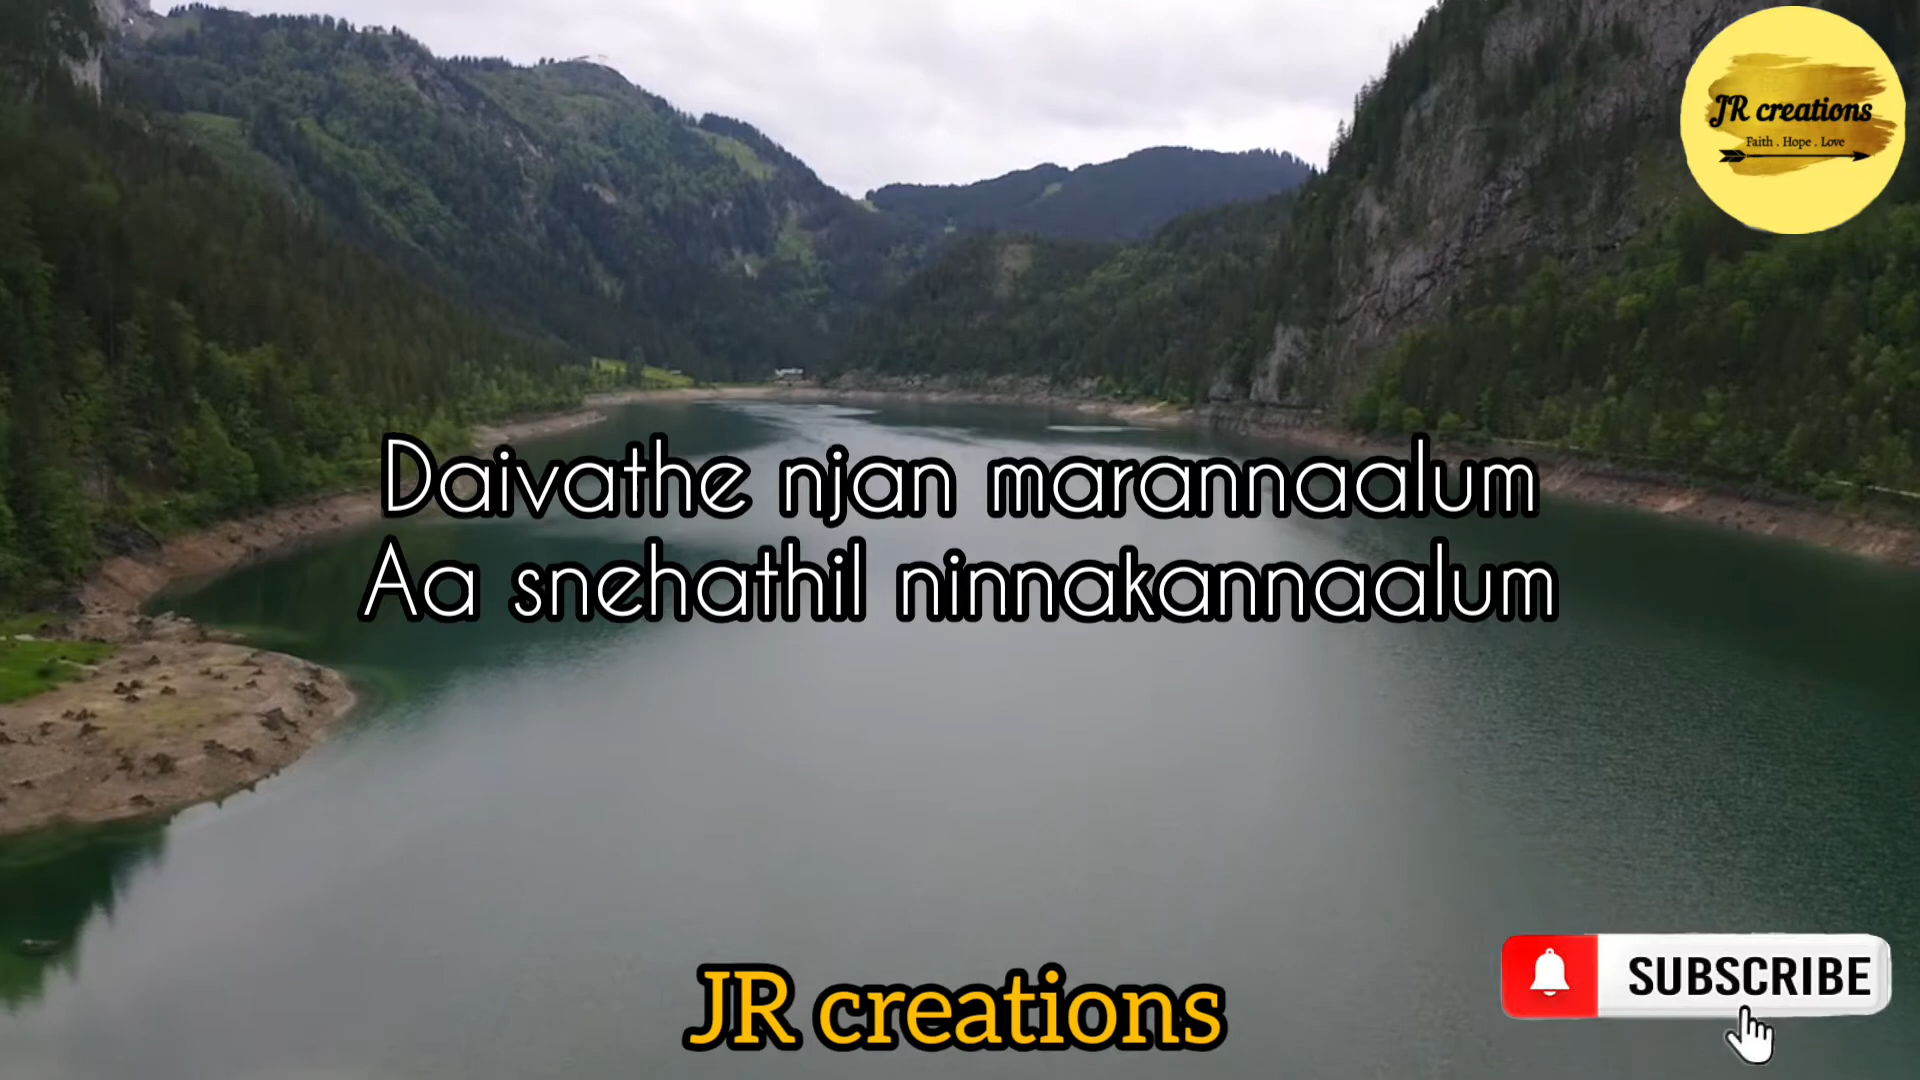 JR creations
Faith . Hope . Love
Daivathe njan marannaalum
Aa snehathil ninnakannaalum
JR creations
SUBSCRIBE